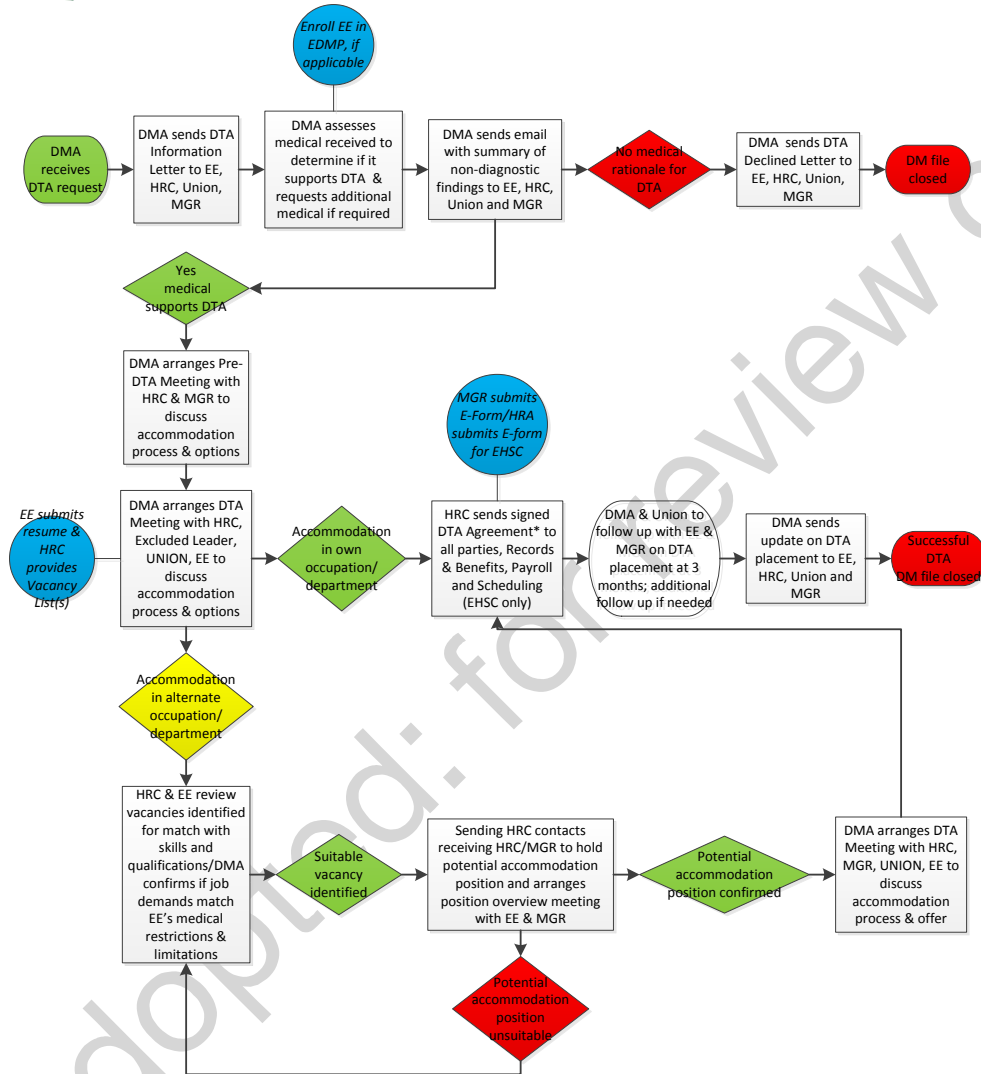 Enroll EE in
EDMP, if
applicable
DMA
receives
DTA request
DMA sends DTA
Information
Letter to EE,
HRC, Union,
MGR
DMA assesses
medical received to
determine if it
supports DTA  &
requests additional
medical if required
DMA sends email
with summary of
non-diagnostic
findings to EE, HRC,
Union and MGR
No medical
rationale for
DTA
DMA  sends DTA
Declined Letter to
EE, HRC, Union,
MGR
DM file
closed
Yes
medical
supports DTA
DMA arranges Pre-
DTA Meeting with
HRC & MGR to
discuss
accommodation
process & options
MGR submits
E-Form/HRA
submits E-form
for EHSC
EE submits
resume &
HRC
provides
Vacancy
List(s)
DMA arranges DTA
Meeting with HRC,
Excluded Leader,
UNION, EE to
discuss
accommodation
process & options
Accommodation
in own
occupation/
department
HRC sends signed
DTA Agreement* to
all parties, Records
& Benefits, Payroll
and Scheduling
(EHSC only)
DMA & Union to
follow up with EE &
MGR on DTA
placement at 3
months; additional
follow up if needed
DMA sends
update on DTA
placement to EE,
HRC, Union and
MGR
Successful
DTA
DM file closed
Accommodation
in alternate
occupation/
department
HRC & EE review
vacancies identified
for match with
skills and
qualifications/DMA
confirms if job
demands match
EE's medical
restrictions &
limitations
Suitable
vacancy
identified
Sending HRC contacts
receiving HRC/MGR to hold
potential accommodation
position and arranges
position overview meeting
with EE & MGR
Potential
accommodation
position confirmed
DMA arranges DTA
Meeting with HRC,
MGR, UNION, EE to
discuss
accommodation
process & offer
Potential
accommodation
position
unsuitable
dopted: for review o